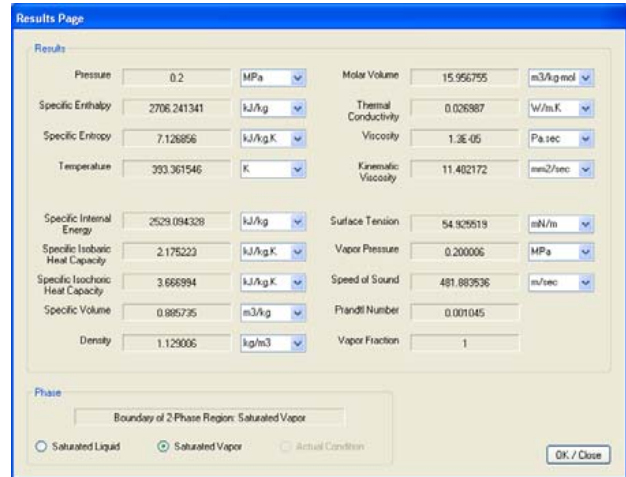 Results Page
Results
Pressure 0.2 MPa
Specific Enthalpy 2706.241341 kJ/kg
Specific Entropy 7.126856 kJ/kg.K
Temperature 393.361546 K
Specific Internal Energy 2529.094328 kJ/kg
Specific Isobaric Heat Capacity 2.175223 kJ/kg.K
Specific Isochoric Heat Capacity 3.666994 kJ/kg.K
Specific Volume 0.885735 m3/kg
Density 1.129006 kg/m3
Molar Volume 15.956755 m3/kg-mol
Thermal Conductivity 0.026987 W/m.K
Viscosity 1.3E-05 Pa.sec
Kinematic Viscosity 11.402172 mm2/sec
Surface Tension 54.925519 mN/m
Vapor Pressure 0.200006 MPa
Speed of Sound 481.883536 m/sec
Prandtl Number 0.001045
Vapor Fraction 1
Phase
Boundary of 2-Phase Region: Saturated Vapor
Saturated Liquid Saturated Vapor Actual Condition
OK / Close